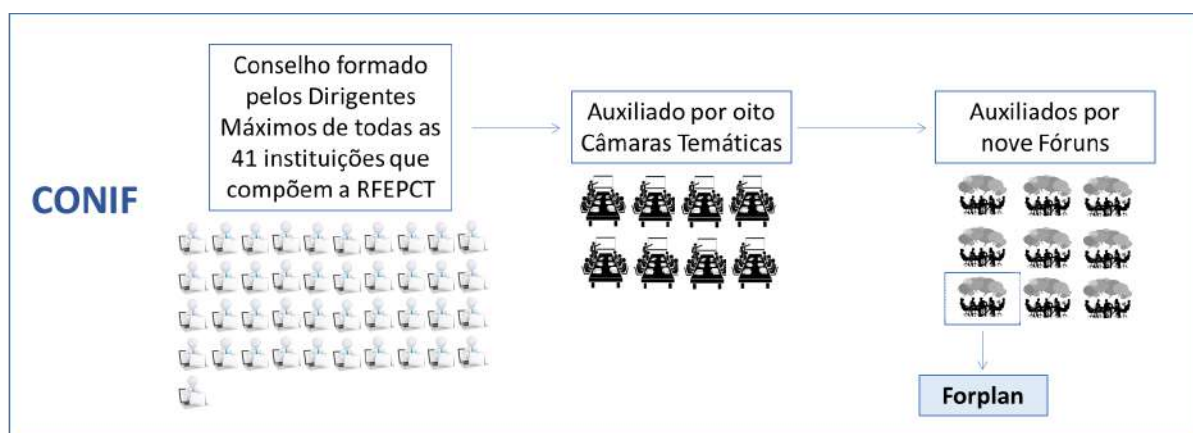 CONIF
Conselho formado
pelos Dirigentes
Máximos de todas as
41 instituições que
compõem a RFEPCT
Auxiliado por oito
Câmaras Temáticas
Auxiliados por
nove Fóruns
Forplan